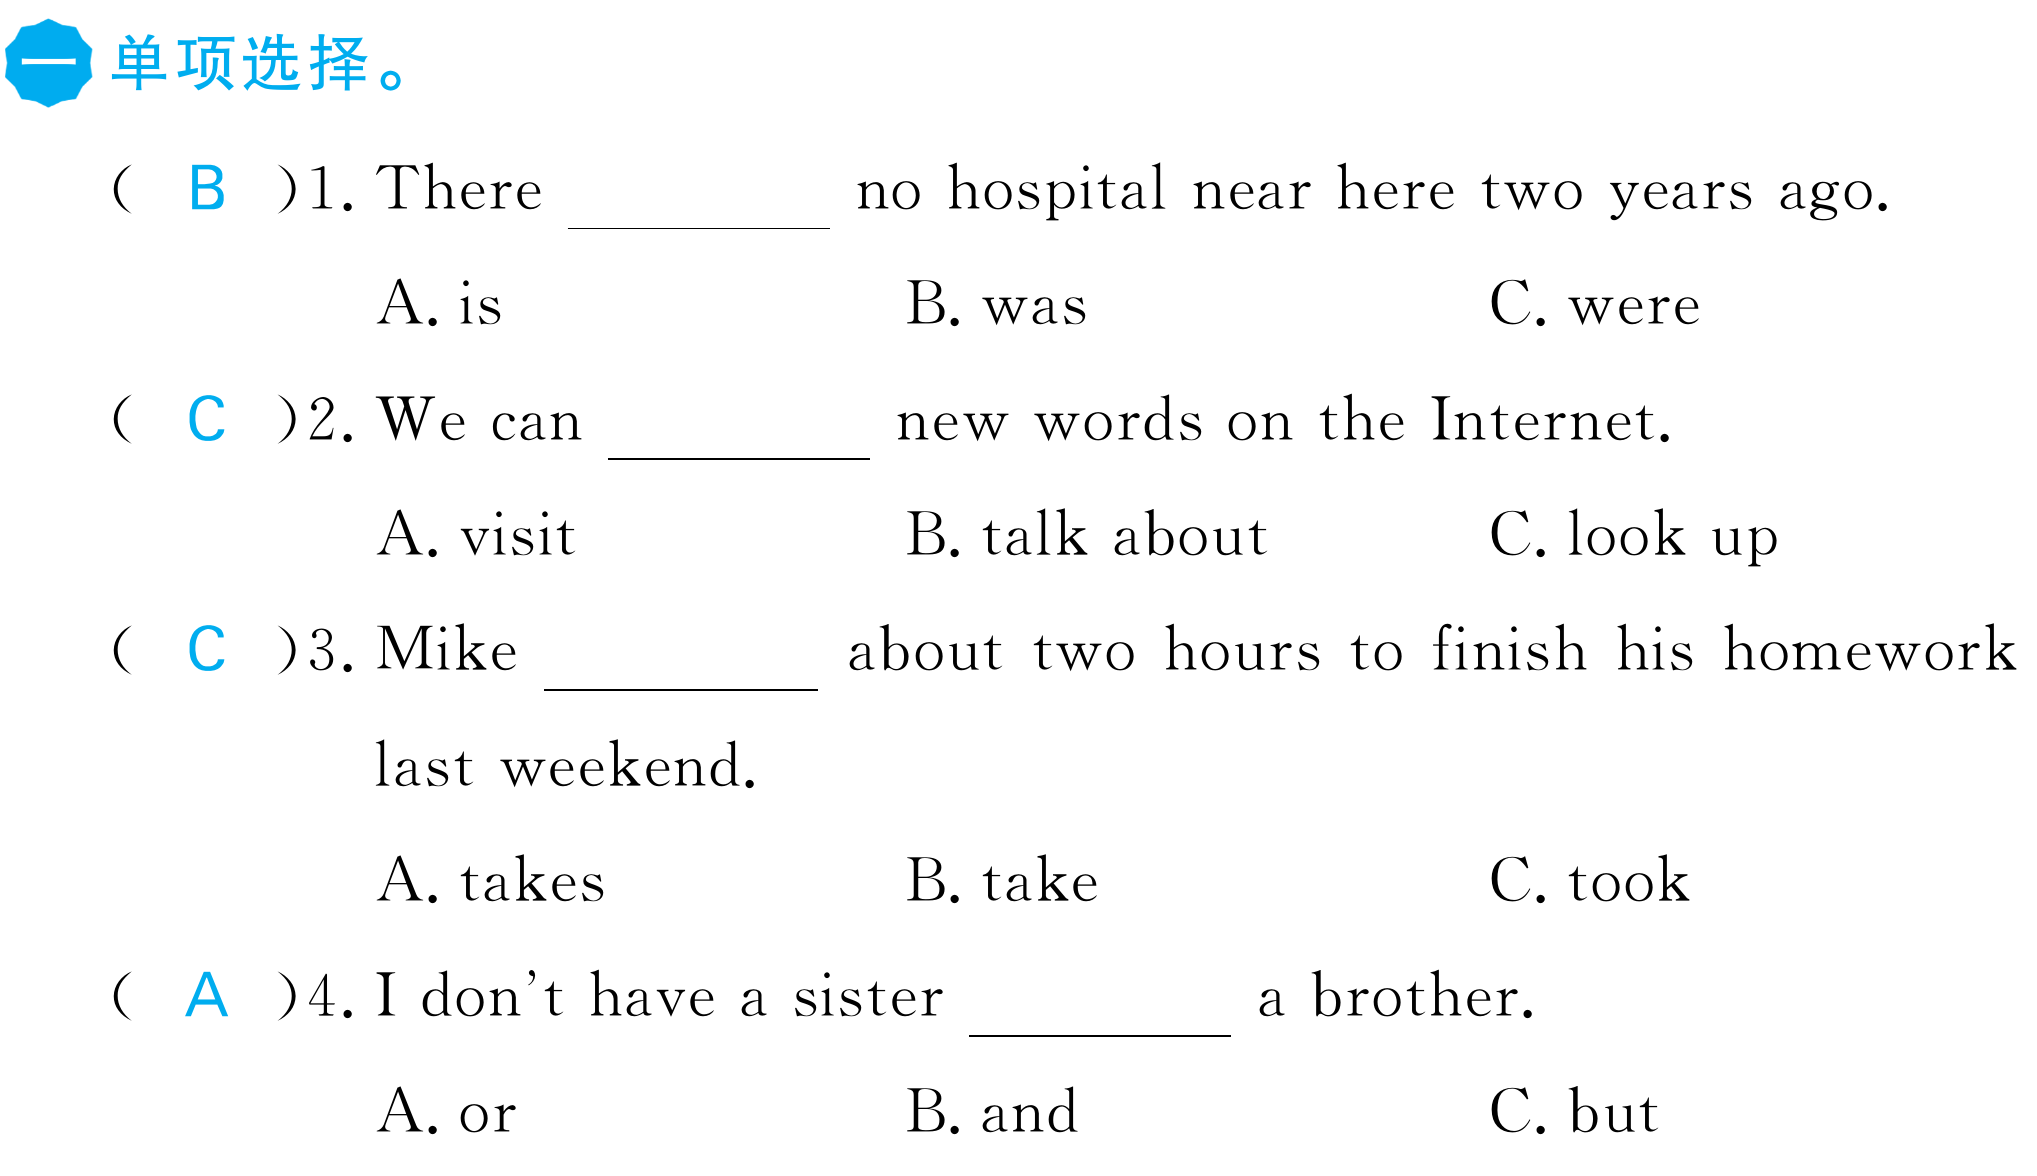 一 单项选择。
( B )1. There ________ no hospital near here two years ago.
A. is B. was C. were
( C )2. We can ________ new words on the Internet.
A. visit B. talk about C. look up
( C )3. Mike ________ about two hours to finish his homework
last weekend.
A. takes B. take C. took
( A )4. I don't have a sister ________ a brother.
A. or B. and C. but